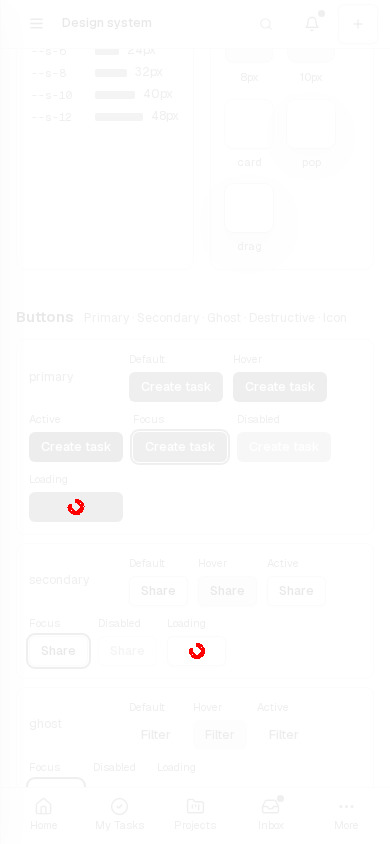 Design system
--s-6 24px
--s-8 32px
--s-10 40px
--s-12 48px
8px 10px
card pop
drag
Buttons Primary · Secondary · Ghost · Destructive · Icon
Default Hover
primary Create task Create task
Active Focus Disabled
Create task Create task Create task
Loading
Default Hover Active
secondary Share Share Share
Focus Disabled Loading
Share Share
Default Hover Active
ghost Filter Filter Filter
Focus Disabled Loading
Home My Tasks Projects Inbox More